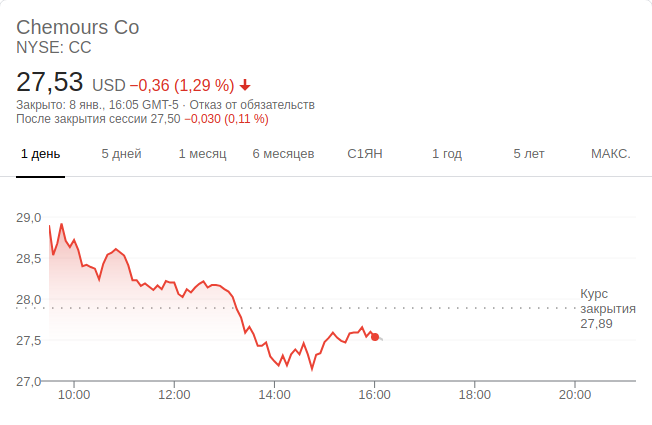 Chemours Co
NYSE: CC
27,53 USD −0,36 (1,29 %)
Закрыто: 8 янв., 16:05 GMT-5 · Отказ от обязательств
После закрытия сессии 27,50 −0,030 (0,11 %)
1 день 5 дней 1 месяц 6 месяцев С1ЯН 1 год 5 лет МАКС.
29,0
28,5
28,0
27,5
27,0
Курс
закрытия
27,89
10:00 12:00 14:00 16:00 18:00 20:00